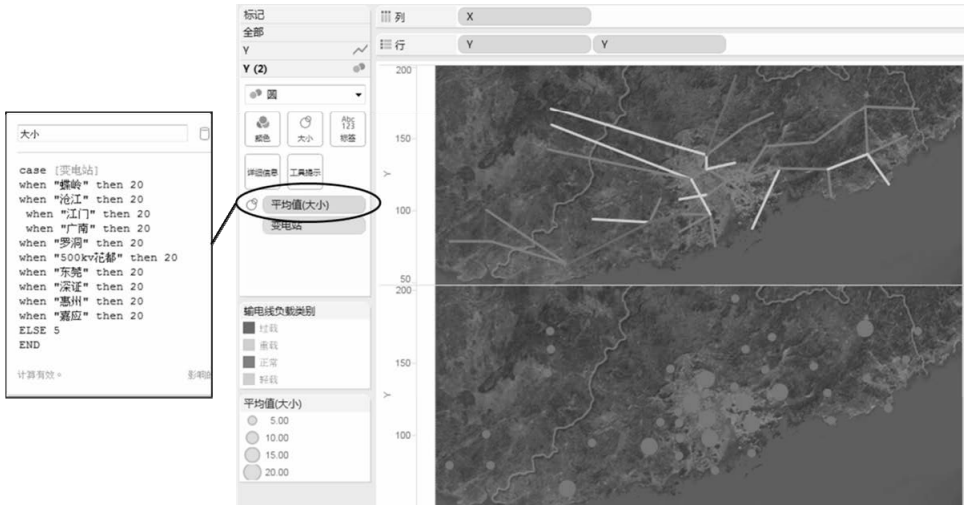 大小
case [变电站]
when "蝶岭" then 20
when "沧江" then 20
when "江门" then 20
when "广南" then 20
when "罗洞" then 20
when "500kv花都" then 20
when "东莞" then 20
when "深证" then 20
when "惠州" then 20
when "嘉应" then 20
ELSE 5
END
计算有效。
影响的
标记
全部
Y
Y (2)
圆
颜色
大小
Abc
123
标签
详细信息
工具提示
平均值(大小)
变电站
输电线负载类别
过载
重载
正常
轻载
平均值(大小)
5.00
10.00
15.00
20.00
列
X
行
Y
Y
200
150
Y
100
50
200
150
Y
100